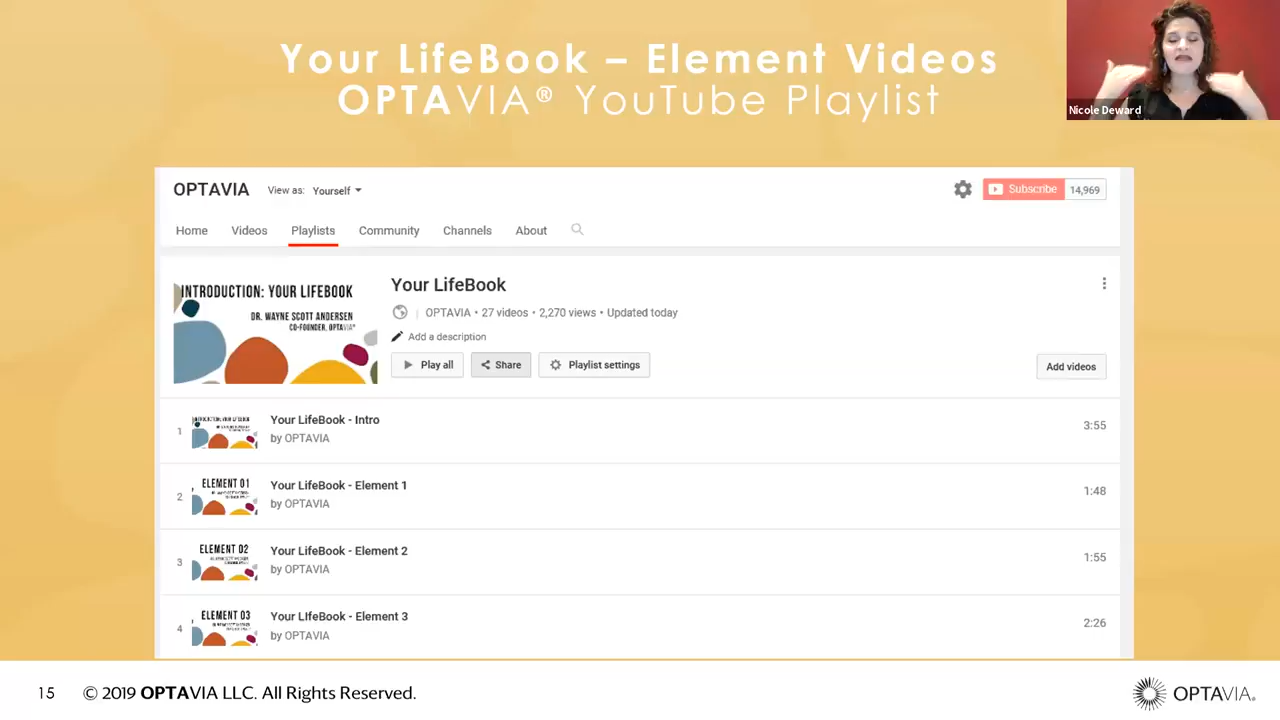 Your LifeBook – Element Videos
OPTAVIA® YouTube Playlist
Nicole Deward
OPTAVIA View as: Yourself
Subscribe 14,969
Home Videos Playlists Community Channels About
INTRODUCTION: YOUR LIFEBOOK
DR. WAYNE SCOTT ANDERSEN
CO-FOUNDER, OPTAVIA®
Your LifeBook
OPTAVIA • 27 videos • 2,270 views • Updated today
Add a description
Play all Share Playlist settings Add videos
1 Your LifeBook - Intro 3:55
by OPTAVIA
INTRODUCTION: YOUR LIFEBOOK
ELEMENT 01
2 Your LifeBook - Element 1 1:48
by OPTAVIA
ELEMENT 02
3 Your LifeBook - Element 2 1:55
by OPTAVIA
ELEMENT 03
4 Your LIfeBook - Element 3 2:26
by OPTAVIA
15 © 2019 OPTAVIA LLC. All Rights Reserved.
OPTAVIA®